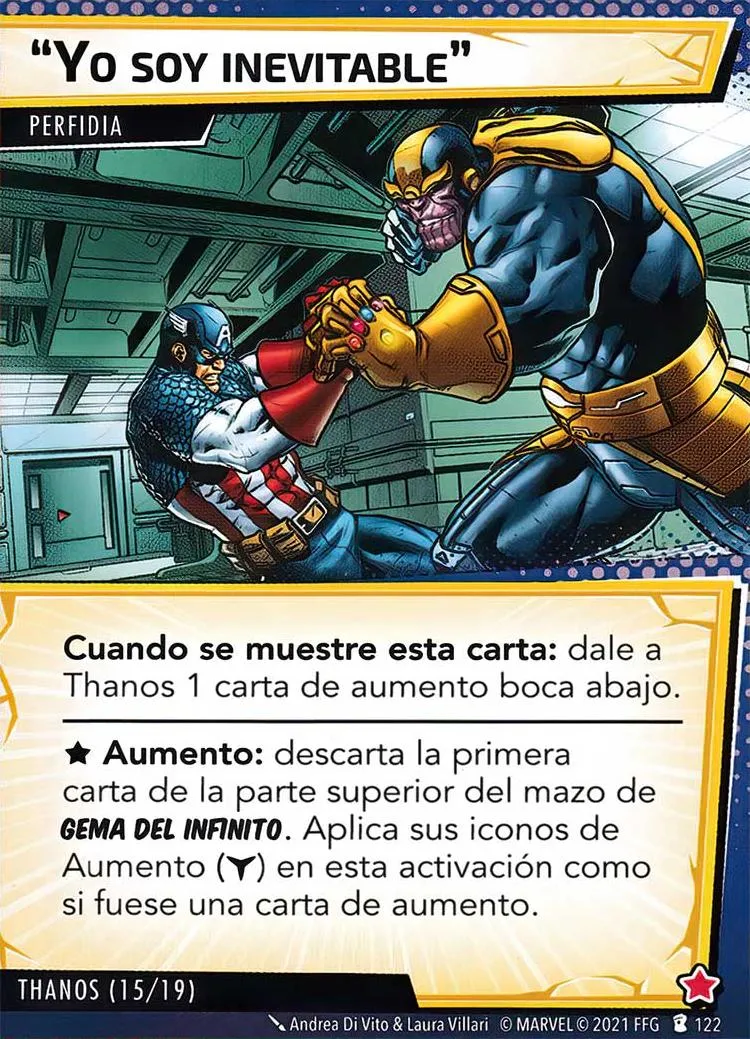 “Yo soy inevitable”
PERFIDIA
Cuando se muestre esta carta: dale a
Thanos 1 carta de aumento boca abajo.
★ Aumento: descarta la primera
carta de la parte superior del mazo de
GEMA DEL INFINITO. Aplica sus iconos de
Aumento () en esta activación como
si fuese una carta de aumento.
THANOS (15/19)
Andrea Di Vito & Laura Villari © MARVEL © 2021 FFG 122